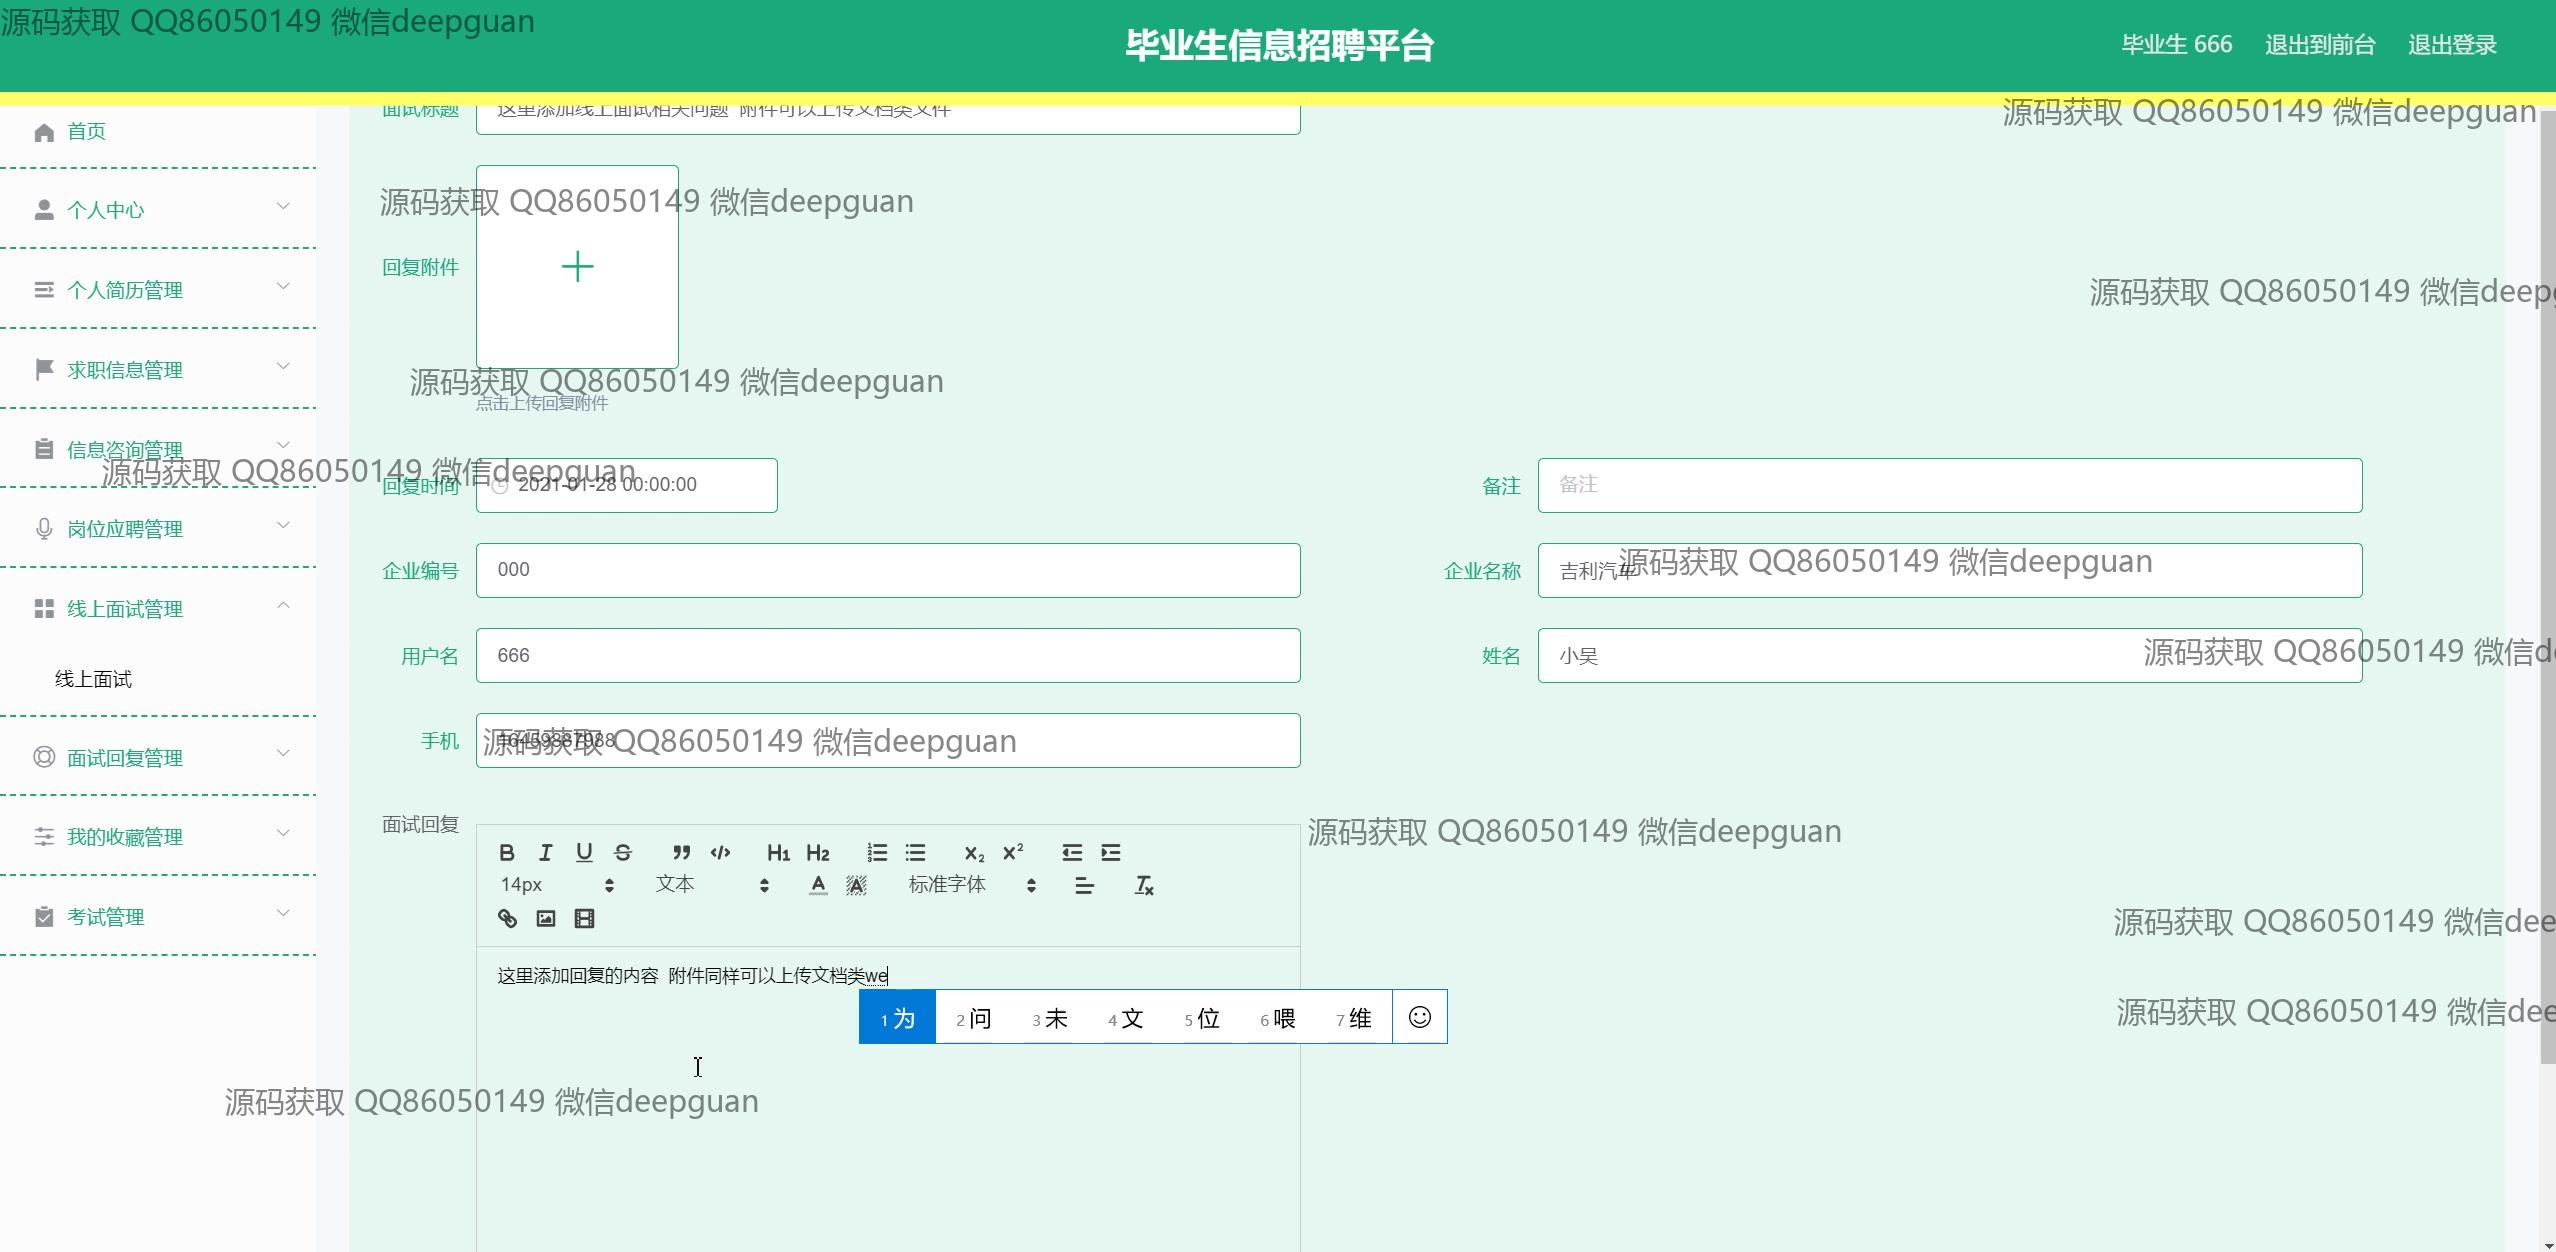 源码获取 QQ86050149 微信deepguan
毕业生信息招聘平台
毕业生 666
退出到前台
退出登录
面试标题
这里添加线上面试相关问题 附件可以上传文档类文件
源码获取 QQ86050149 微信deepguan
首页
个人中心
个人简历管理
求职信息管理
信息咨询管理
岗位应聘管理
线上面试管理
线上面试
面试回复管理
我的收藏管理
考试管理
源码获取 QQ86050149 微信deepguan
回复附件
源码获取 QQ86050149 微信deepg
源码获取 QQ86050149 微信deepguan
点击上传回复附件
源码获取 QQ86050149 微信deepguan
回复时间
2021-01-28 00:00:00
备注
备注
企业编号
000
企业名称
吉利汽车
源码获取 QQ86050149 微信deepguan
用户名
666
姓名
小吴
源码获取 QQ86050149 微信de
手机
源码获取 QQ86050149 微信deepguan
面试回复
源码获取 QQ86050149 微信deepguan
B I U S H1 H2 X2 X2
14px 文本 A A 标准字体 Tx
源码获取 QQ86050149 微信dee
这里添加回复的内容 附件同样可以上传文档类we
1 为 2 问 3 未 4 文 5 位 6 喂 7 维
源码获取 QQ86050149 微信dee
源码获取 QQ86050149 微信deepguan